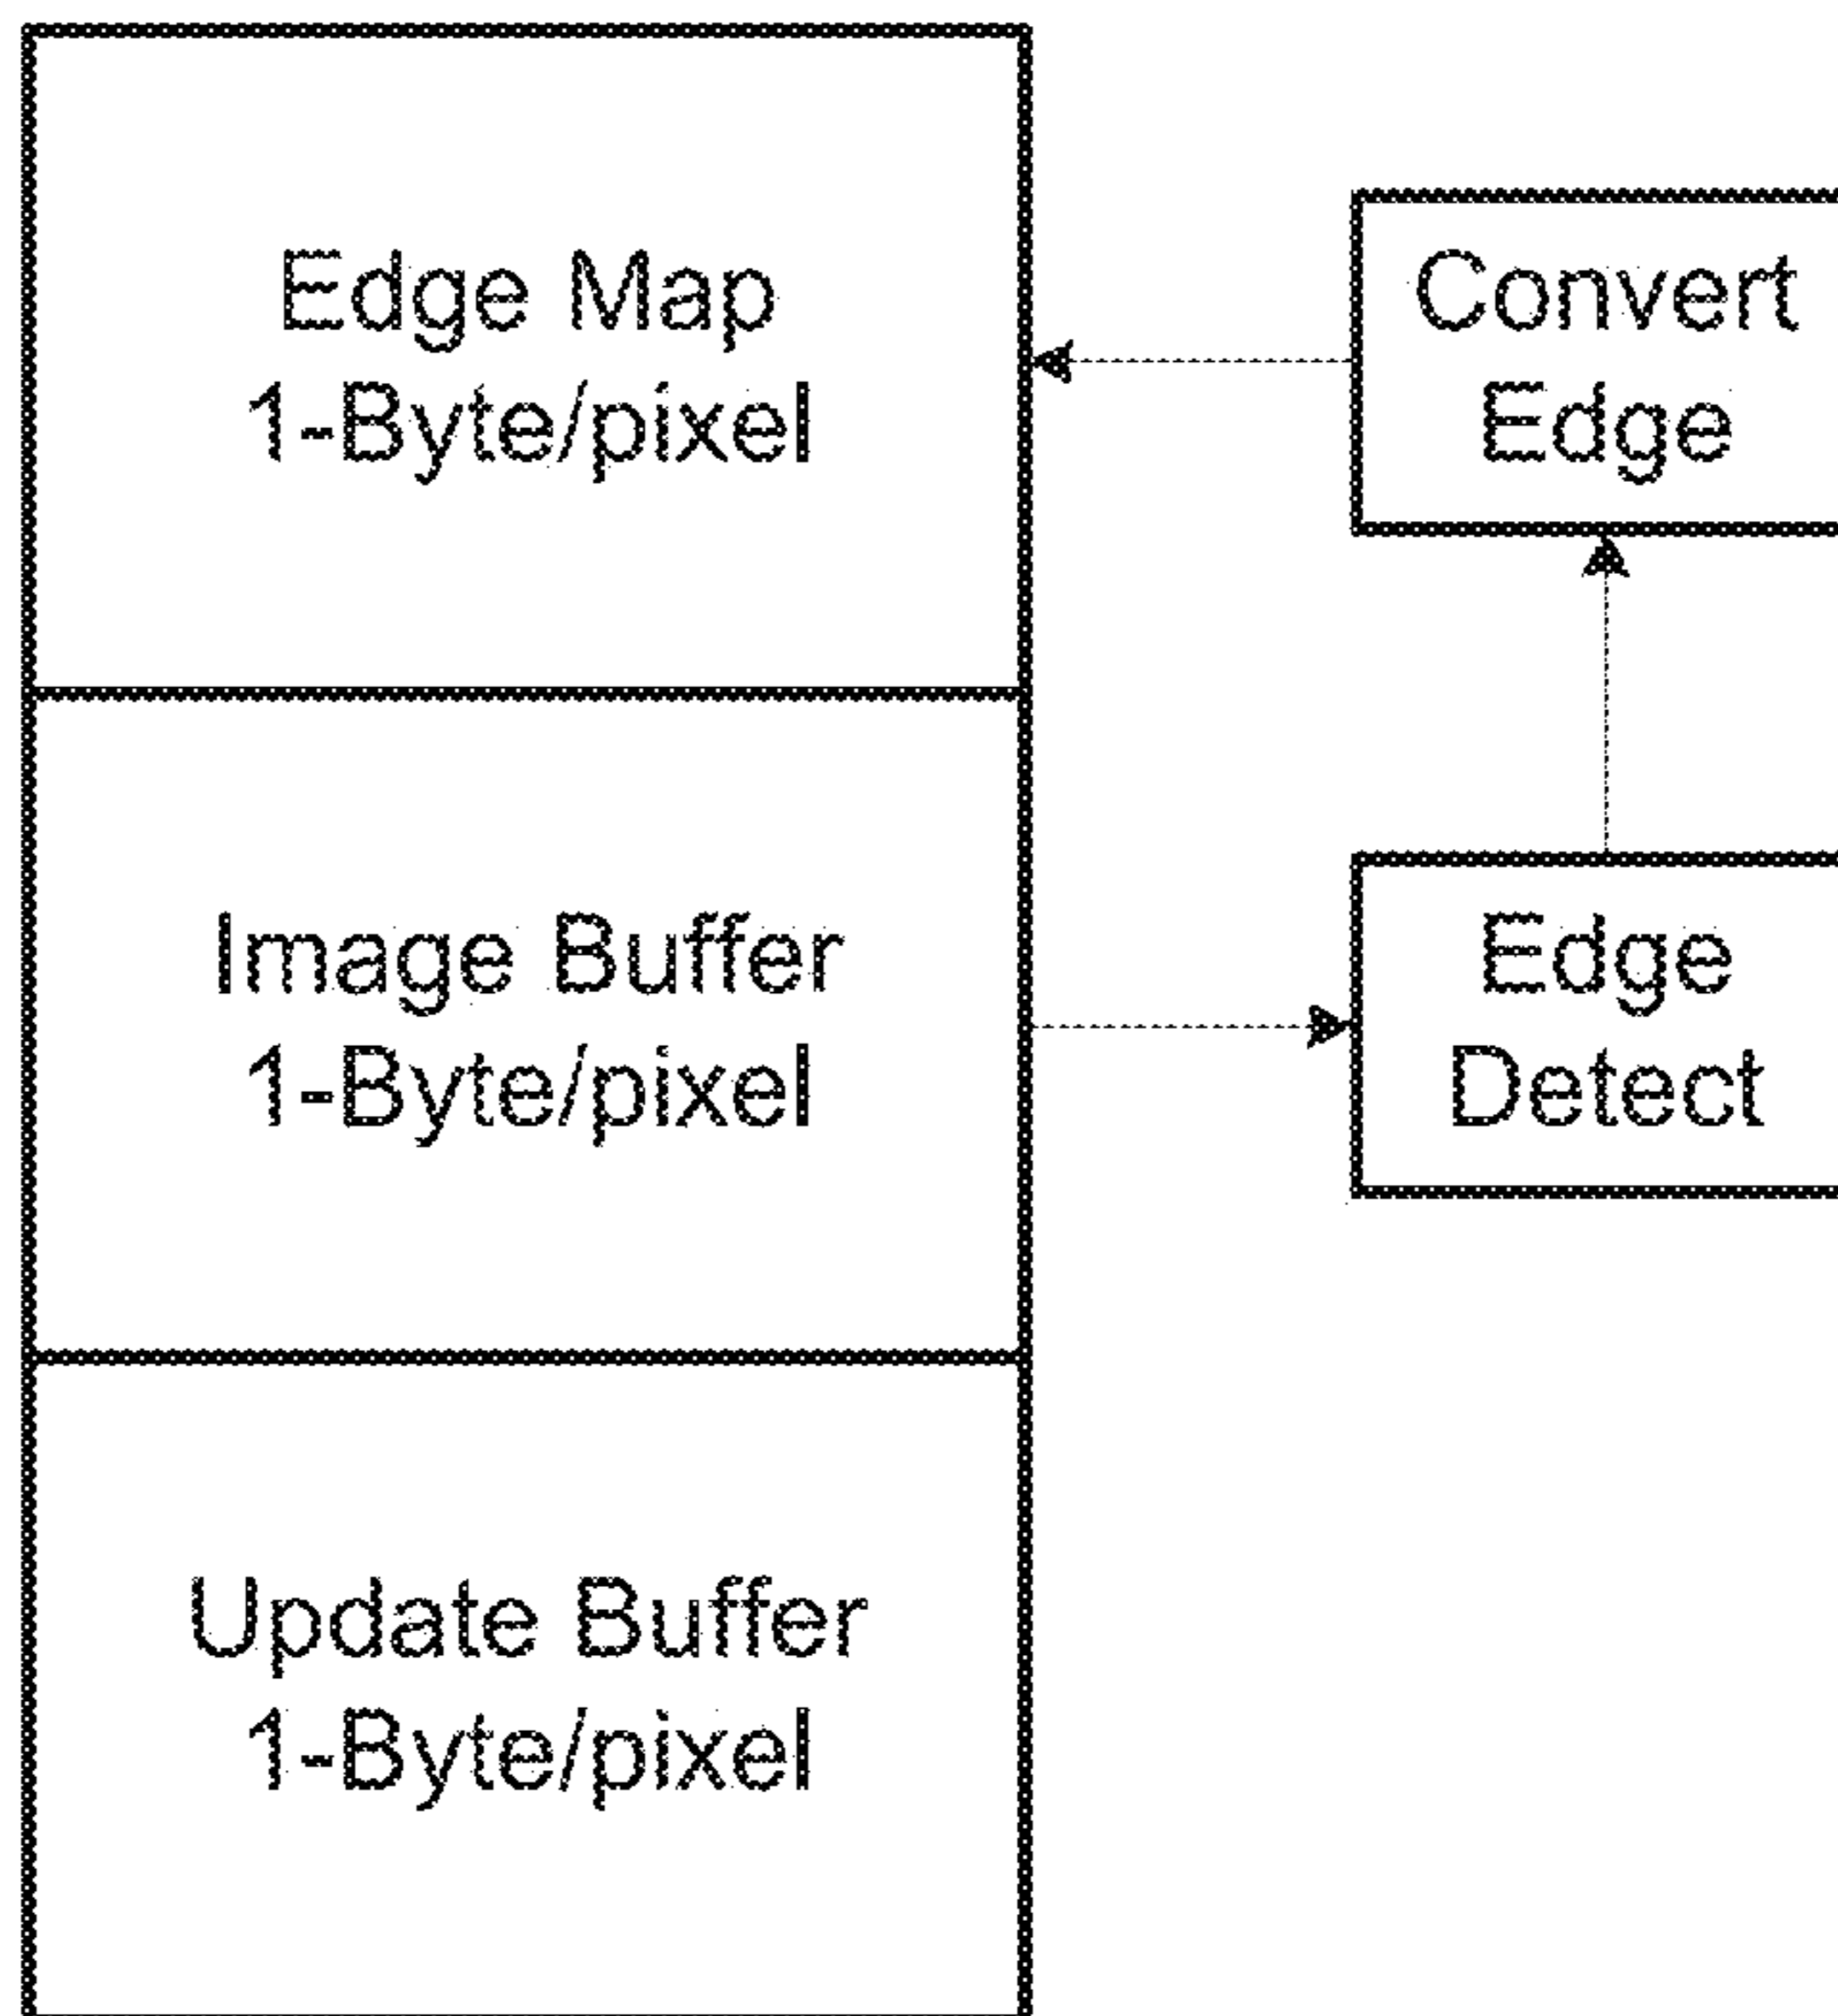 Edge Map
1-Byte/pixel
Convert
Edge
Image Buffer
1-Byte/pixel
Edge
Detect
Update Buffer
1-Byte/pixel